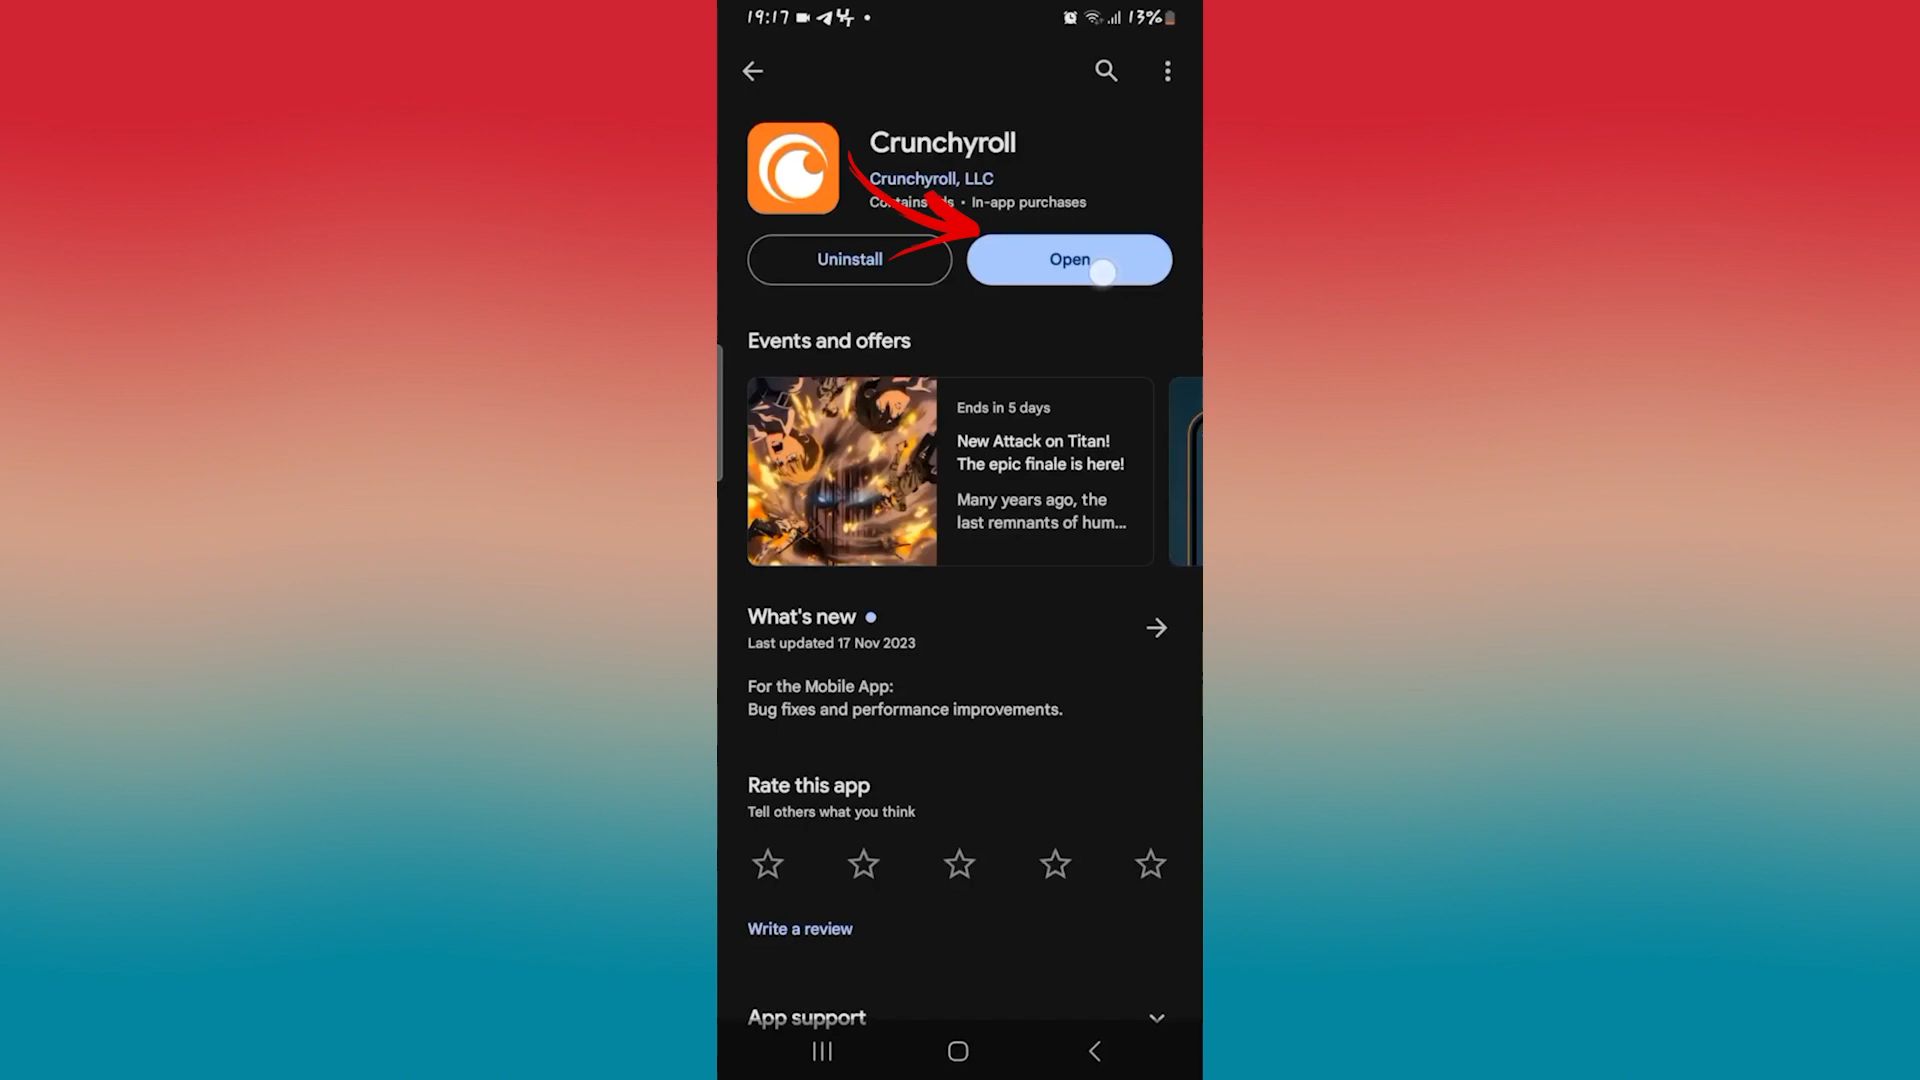 19:17
13%
Crunchyroll
Crunchyroll, LLC
Contains ads • In-app purchases
Uninstall
Open
Events and offers
Ends in 5 days
New Attack on Titan!
The epic finale is here!
Many years ago, the
last remnants of hum...
What's new
Last updated 17 Nov 2023
For the Mobile App:
Bug fixes and performance improvements.
Rate this app
Tell others what you think
Write a review
App support